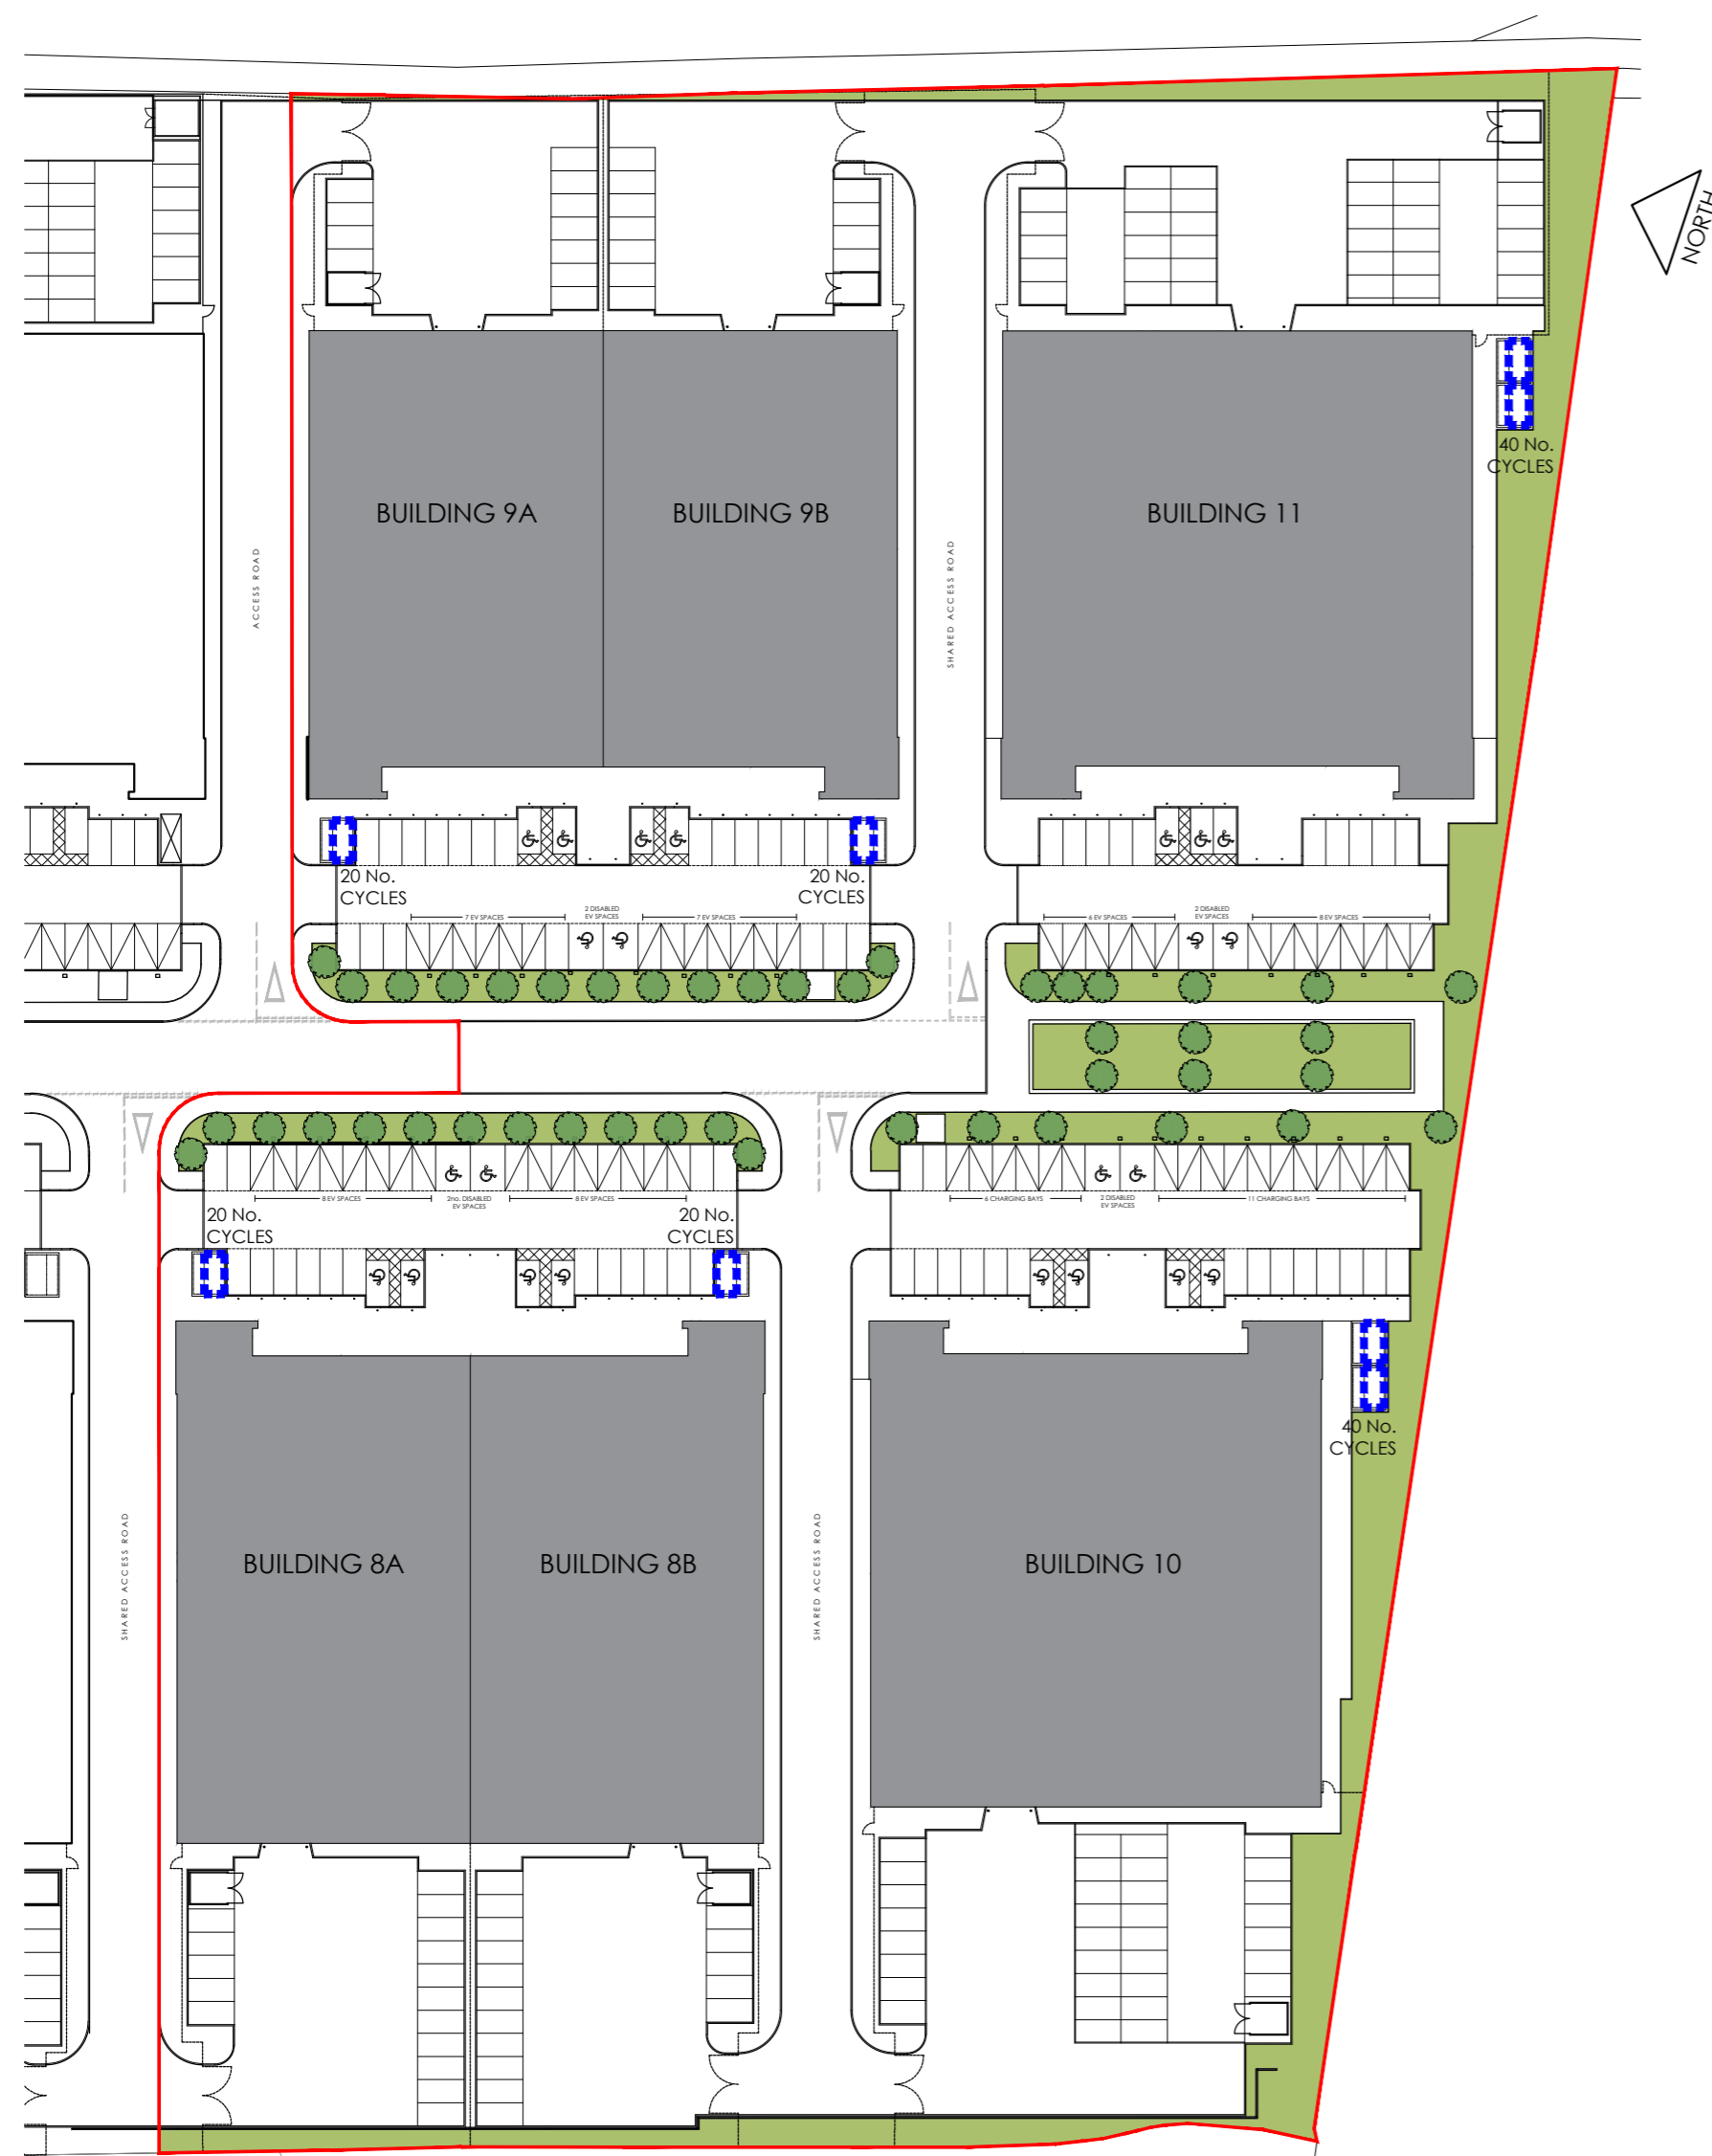 NORTH
40 No.
CYCLES
BUILDING 9A
BUILDING 9B
BUILDING 11
ACCESS ROAD
SHARED ACCESS ROAD
20 No.
CYCLES
20 No.
CYCLES
7 EV SPACES
2 DISABLED
EV SPACES
7 EV SPACES
6 EV SPACES
2 DISABLED
EV SPACES
8 EV SPACES
8 EV SPACES
2no. DISABLED
EV SPACES
8 EV SPACES
6 CHARGING BAYS
2 DISABLED
EV SPACES
11 CHARGING BAYS
20 No.
CYCLES
20 No.
CYCLES
40 No.
CYCLES
SHARED ACCESS ROAD
BUILDING 8A
BUILDING 8B
SHARED ACCESS ROAD
BUILDING 10